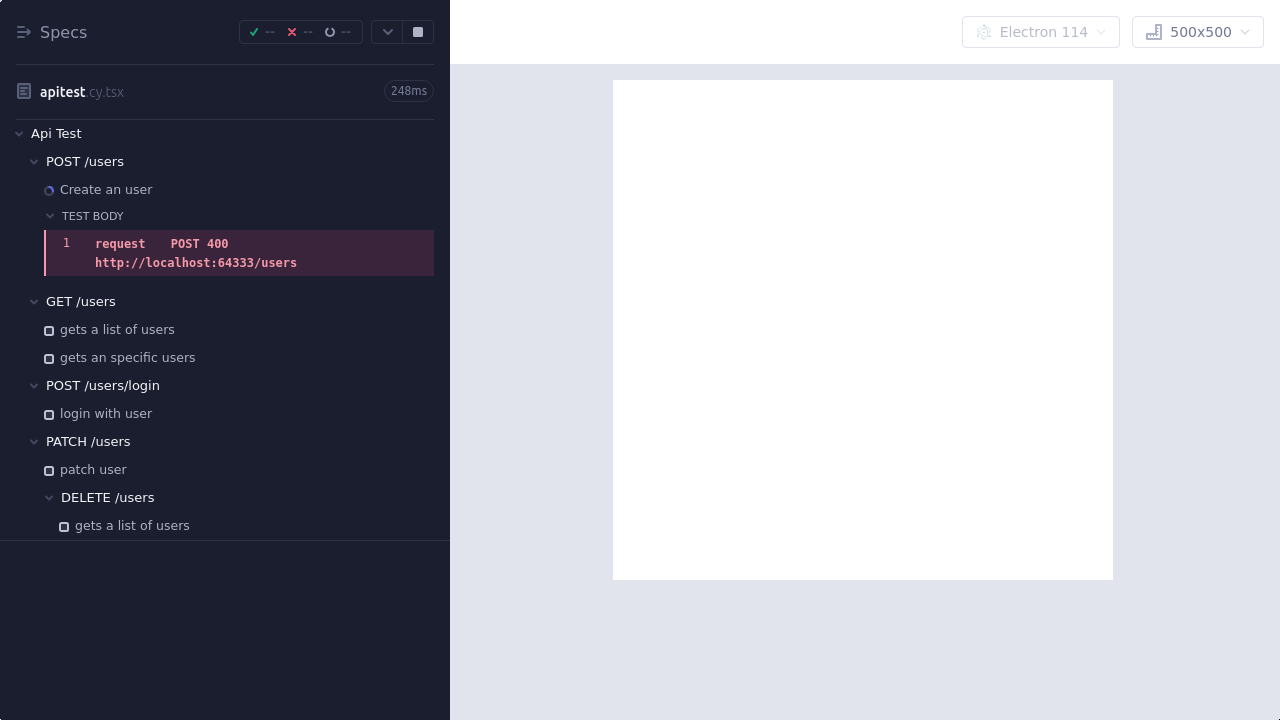 Specs
-- -- --
Electron 114
500x500
apitest.cy.tsx
248ms
Api Test
POST /users
Create an user
TEST BODY
1 request POST 400
http://localhost:64333/users
GET /users
gets a list of users
gets an specific users
POST /users/login
login with user
PATCH /users
patch user
DELETE /users
gets a list of users